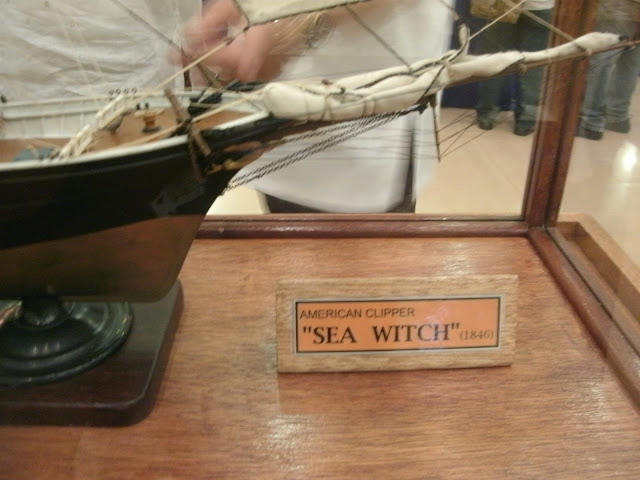 AMERICAN CLIPPER
"SEA WITCH" (1846)